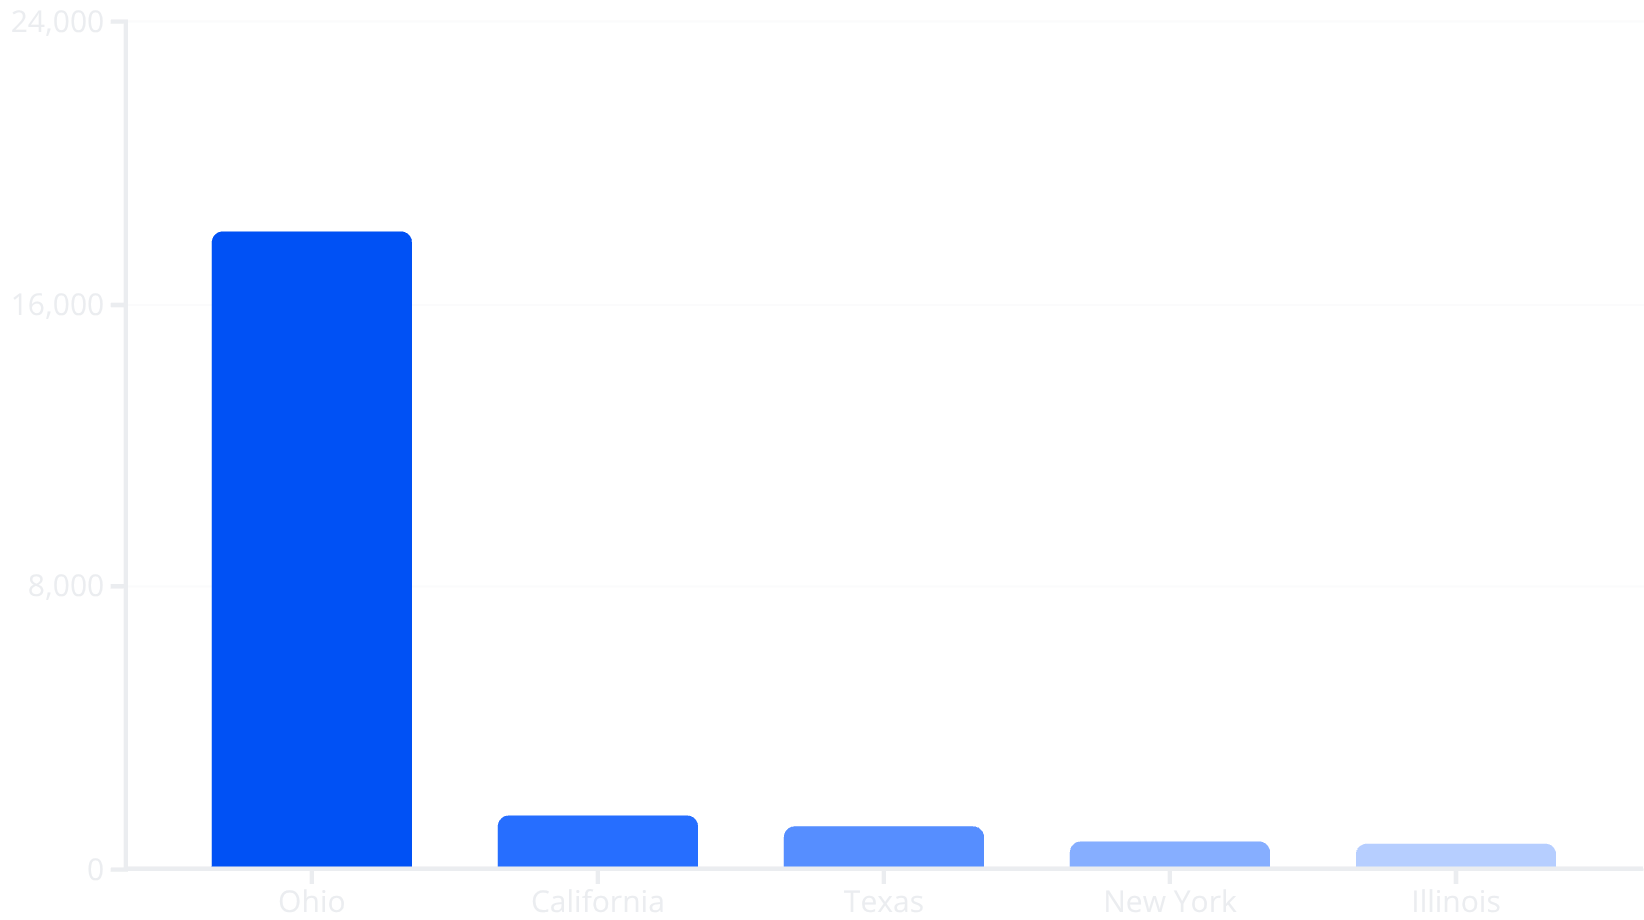 24,000
16,000
8,000
0
Ohio California Texas New York Illinois